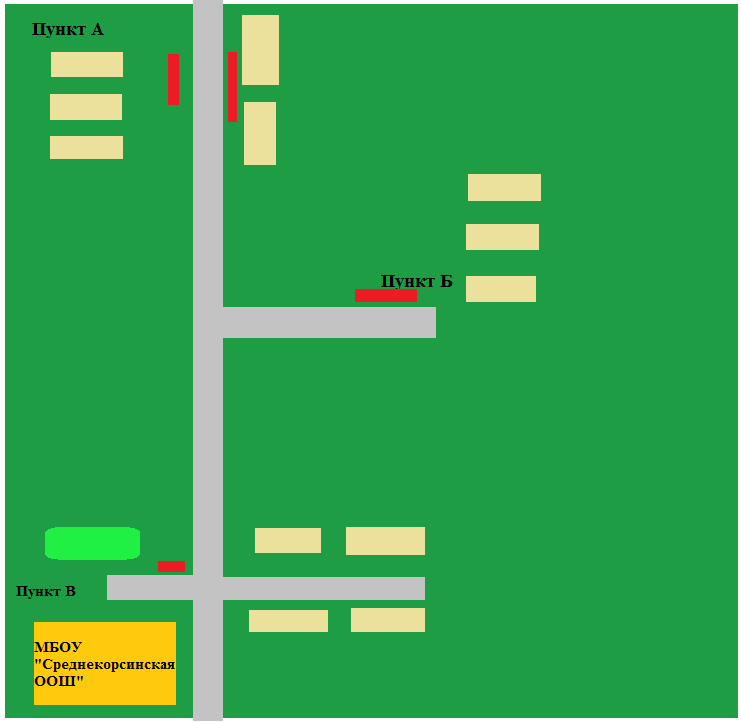 Пункт А
Пункт Б
Пункт В
МБОУ
"Среднекорсинская
ООШ"